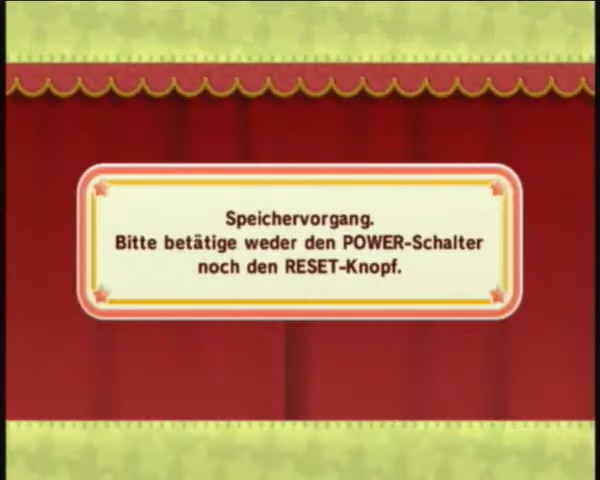 Speichervorgang.
Bitte betätige weder den POWER-Schalter
noch den RESET-Knopf.